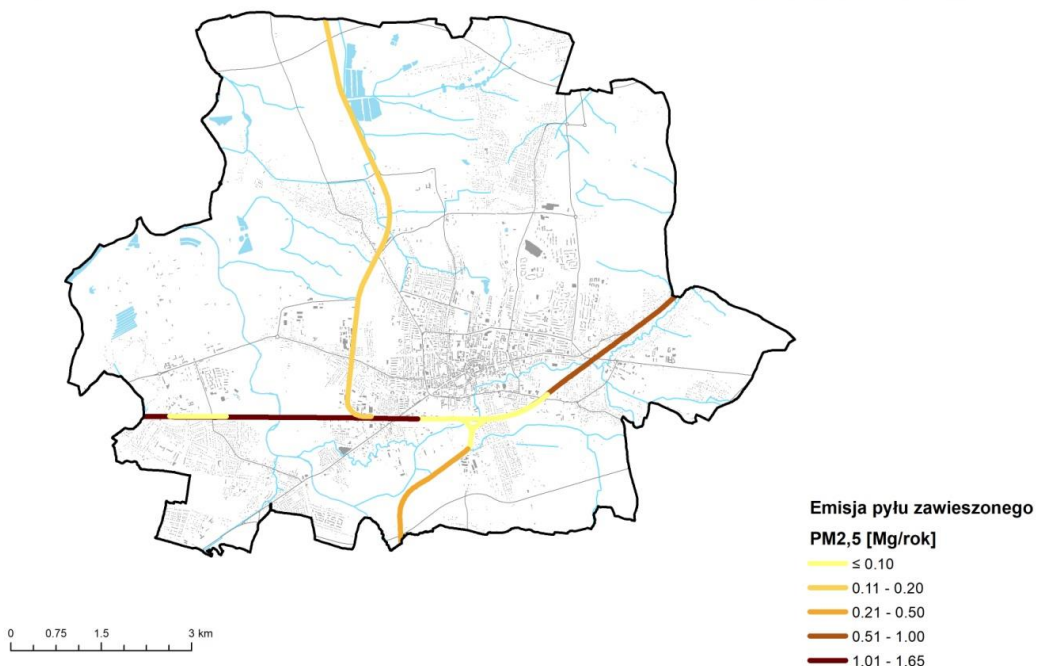 Emisja pyłu zawieszonego
PM2,5 [Mg/rok]
≤ 0.10
0.11 - 0.20
0.21 - 0.50
0.51 - 1.00
1.01 - 1.65
0 0.75 1.5 3 km